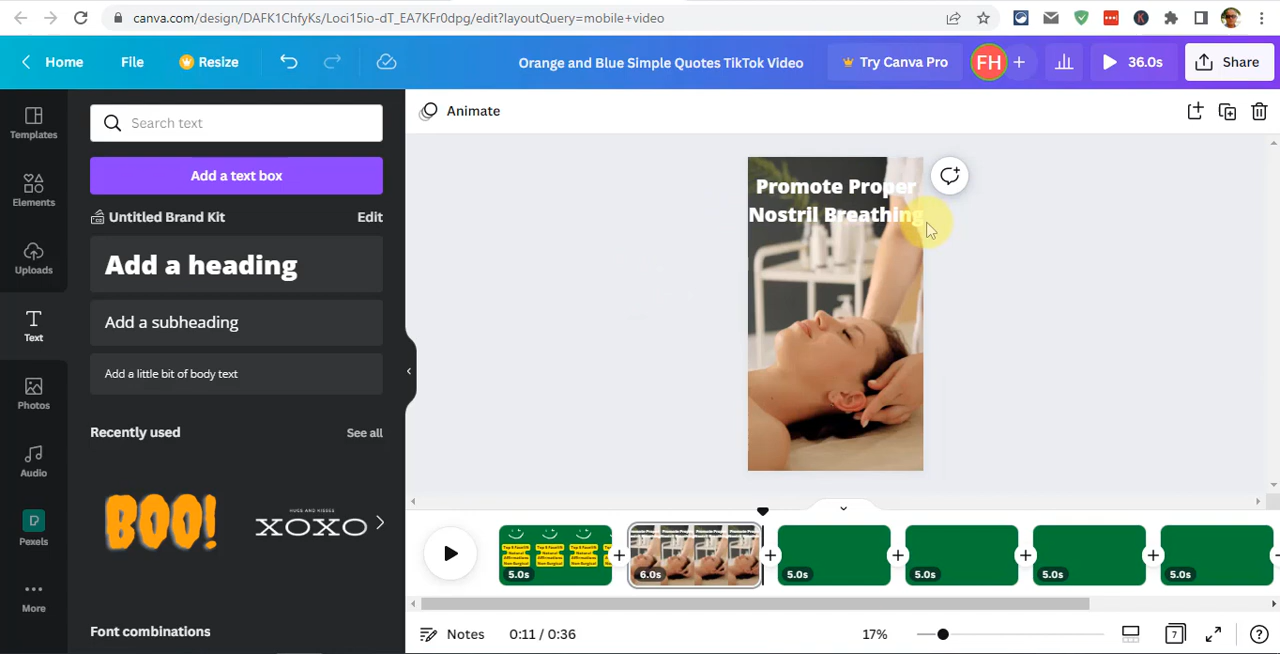 canva.com/design/DAFK1ChfyKs/Loci15io-dT_EA7KFr0dpg/edit?layoutQuery=mobile+video
Home
File
Resize
Orange and Blue Simple Quotes TikTok Video
Try Canva Pro
FH
36.0s
Share
Templates
Elements
Uploads
Text
Photos
Audio
Pexels
More
Search text
Add a text box
Untitled Brand Kit
Edit
Add a heading
Add a subheading
Add a little bit of body text
Recently used
See all
BOO!
HUGS AND KISSES
XOXO
Font combinations
Animate
Promote Proper
Nostril Breathing
5.0s
6.0s
5.0s
5.0s
5.0s
5.0s
Notes
0:11 / 0:36
17%
7